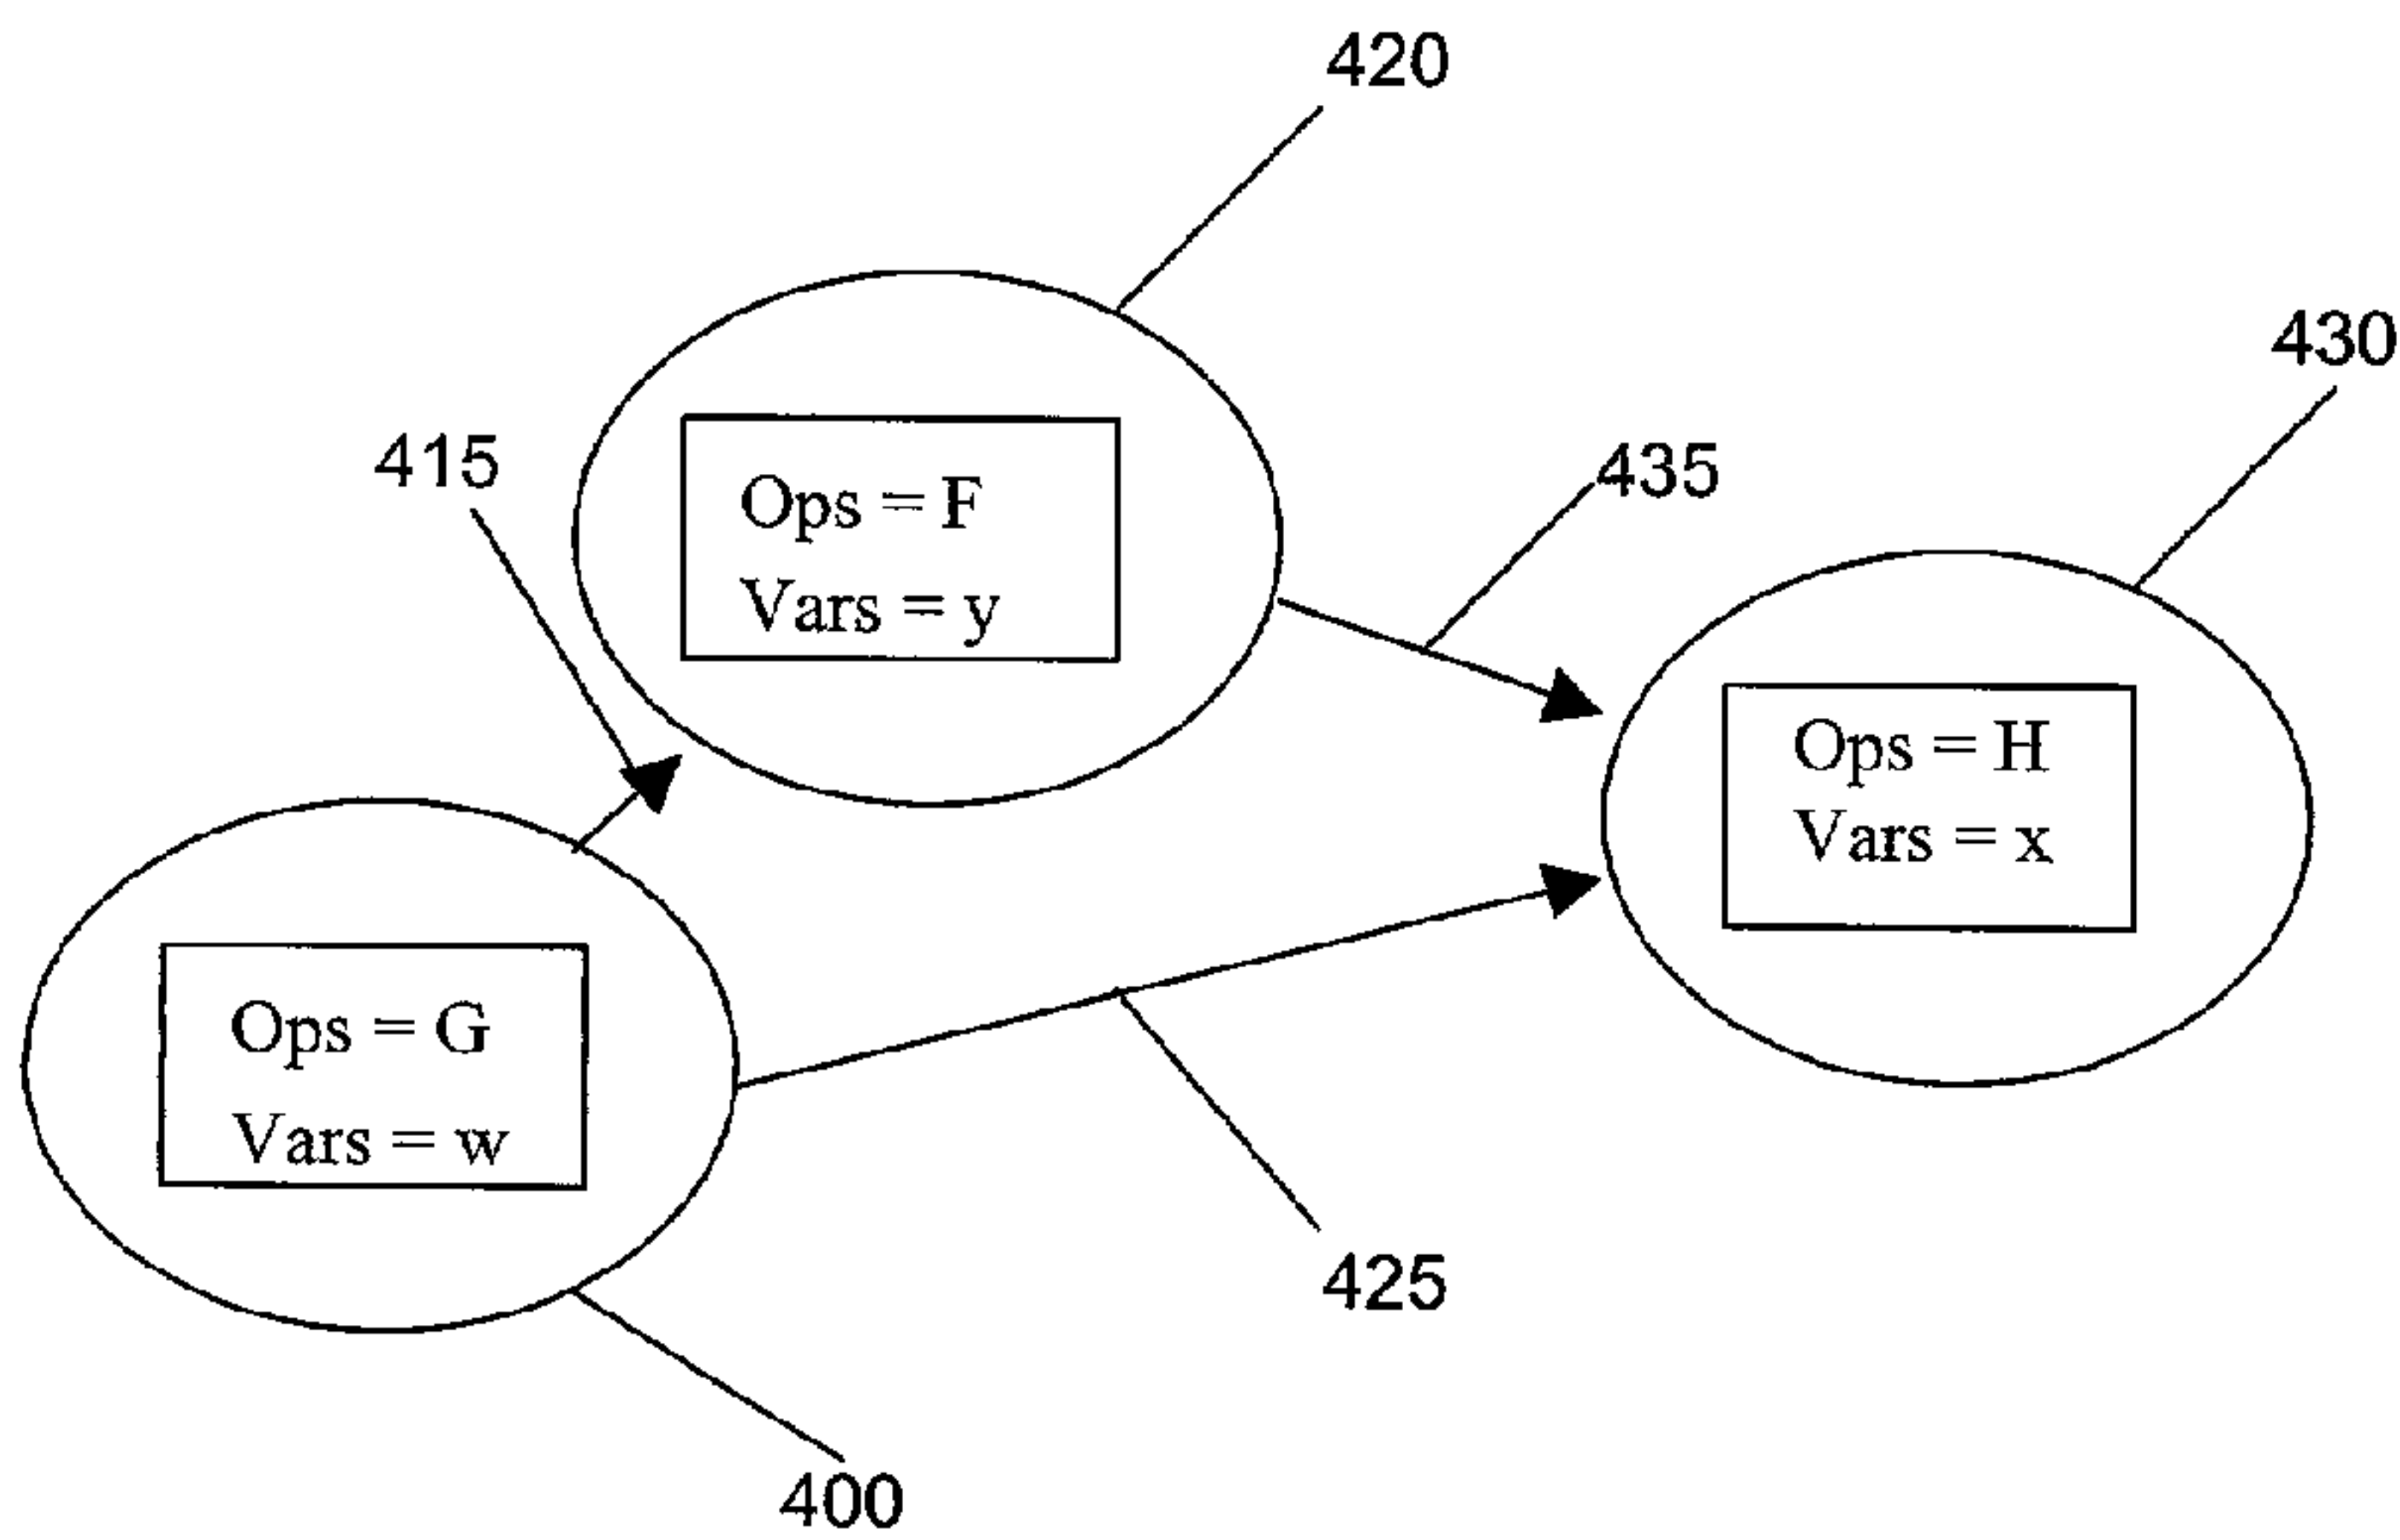 420
430
415
435
Ops = F
Vars = y
Ops = H
Vars = x
Ops = G
Vars = w
425
400